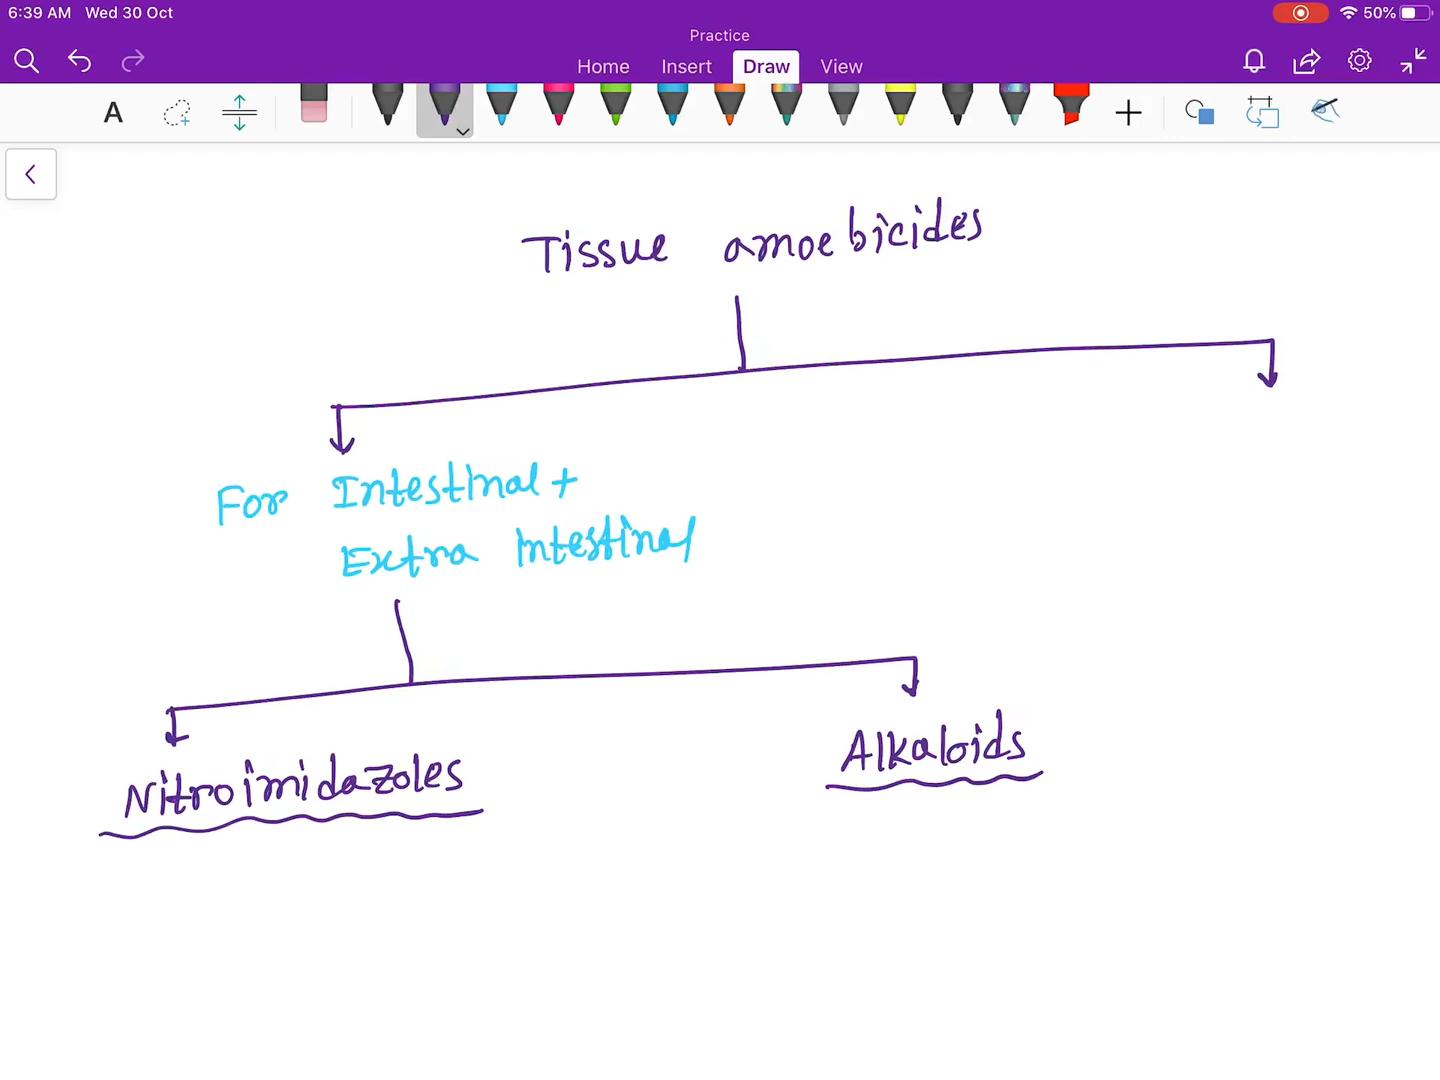 6:39 AM Wed 30 Oct
50%
Practice
Home Insert Draw View
A
Tissue amoebicides
For Intestinal +
Extra Intestinal
Nitroimidazoles
Alkaloids